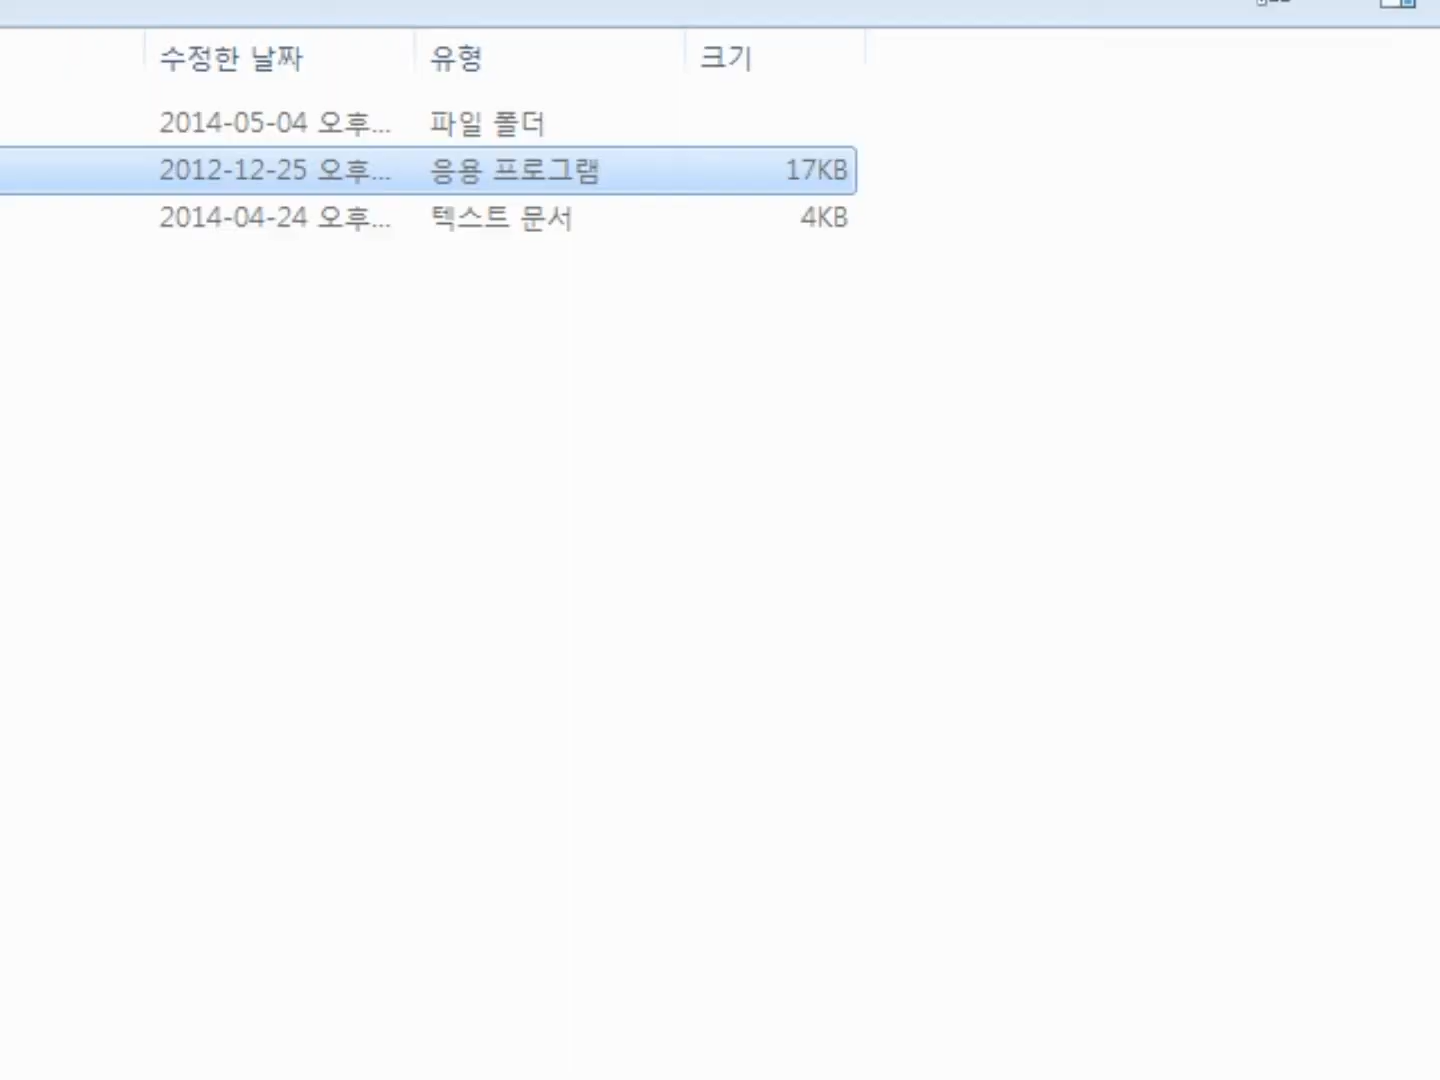 수정한 날짜 유형 크기
2014-05-04 오후... 파일 폴더
2012-12-25 오후... 응용 프로그램 17KB
2014-04-24 오후... 텍스트 문서 4KB